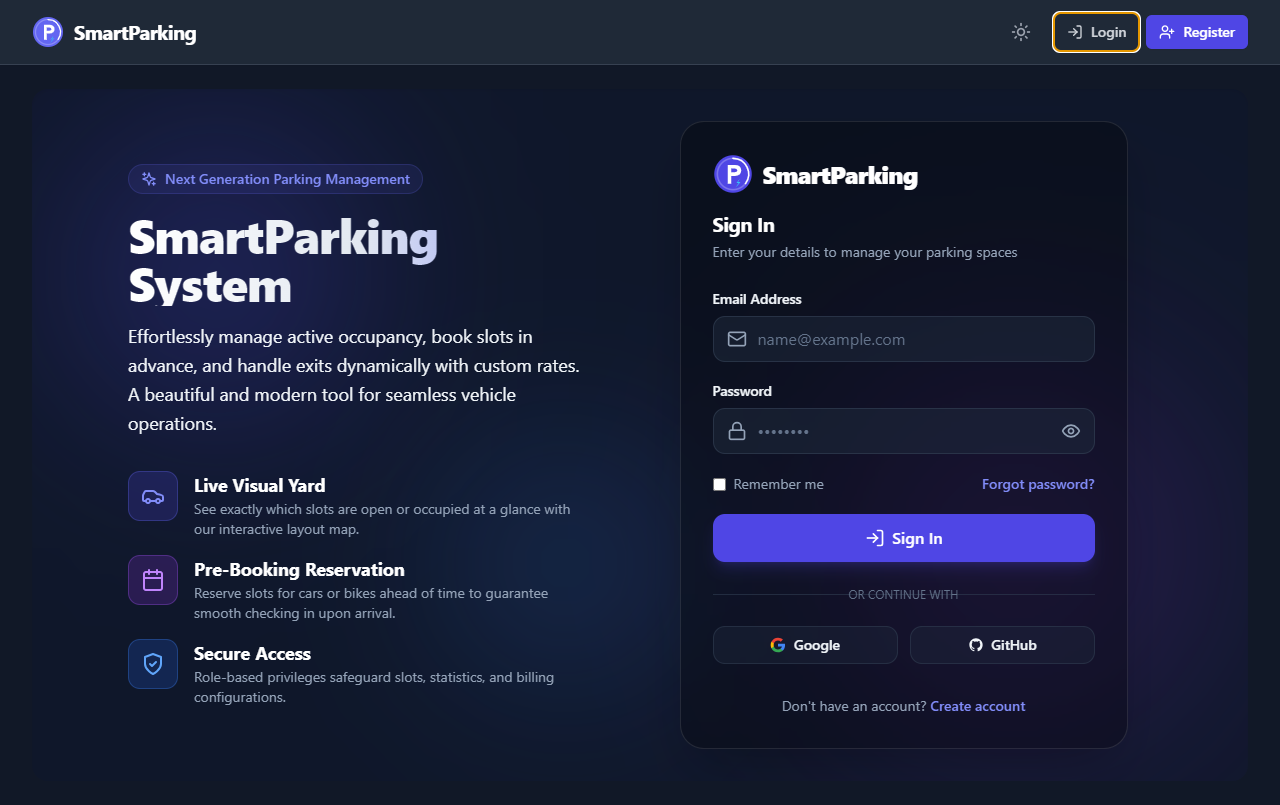 SmartParking
Login
Register
Next Generation Parking Management
SmartParking
System
Effortlessly manage active occupancy, book slots in
advance, and handle exits dynamically with custom rates.
A beautiful and modern tool for seamless vehicle
operations.
Live Visual Yard
See exactly which slots are open or occupied at a glance with
our interactive layout map.
Pre-Booking Reservation
Reserve slots for cars or bikes ahead of time to guarantee
smooth checking in upon arrival.
Secure Access
Role-based privileges safeguard slots, statistics, and billing
configurations.
SmartParking
Sign In
Enter your details to manage your parking spaces
Email Address
name@example.com
Password
••••••••
Remember me
Forgot password?
Sign In
OR CONTINUE WITH
Google
GitHub
Don't have an account? Create account